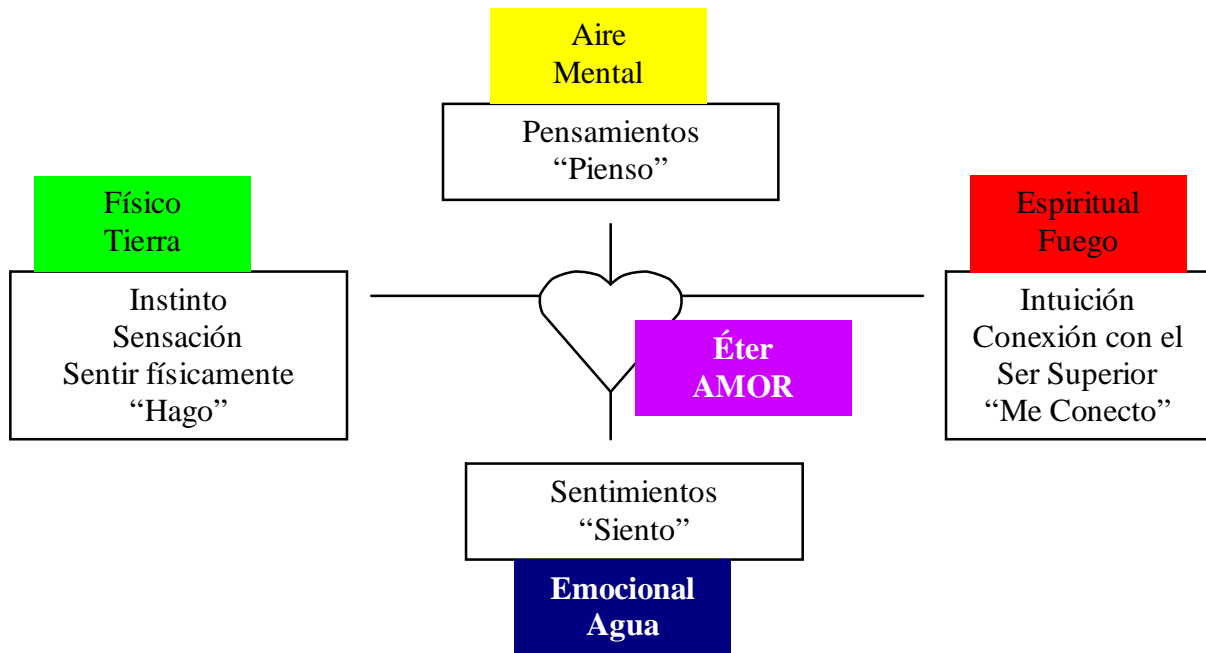 Aire
Mental
Pensamientos
“Pienso”
Físico
Tierra
Instinto
Sensación
Sentir físicamente
“Hago”
Éter
AMOR
Espiritual
Fuego
Intuición
Conexión con el
Ser Superior
“Me Conecto”
Sentimientos
“Siento”
Emocional
Agua